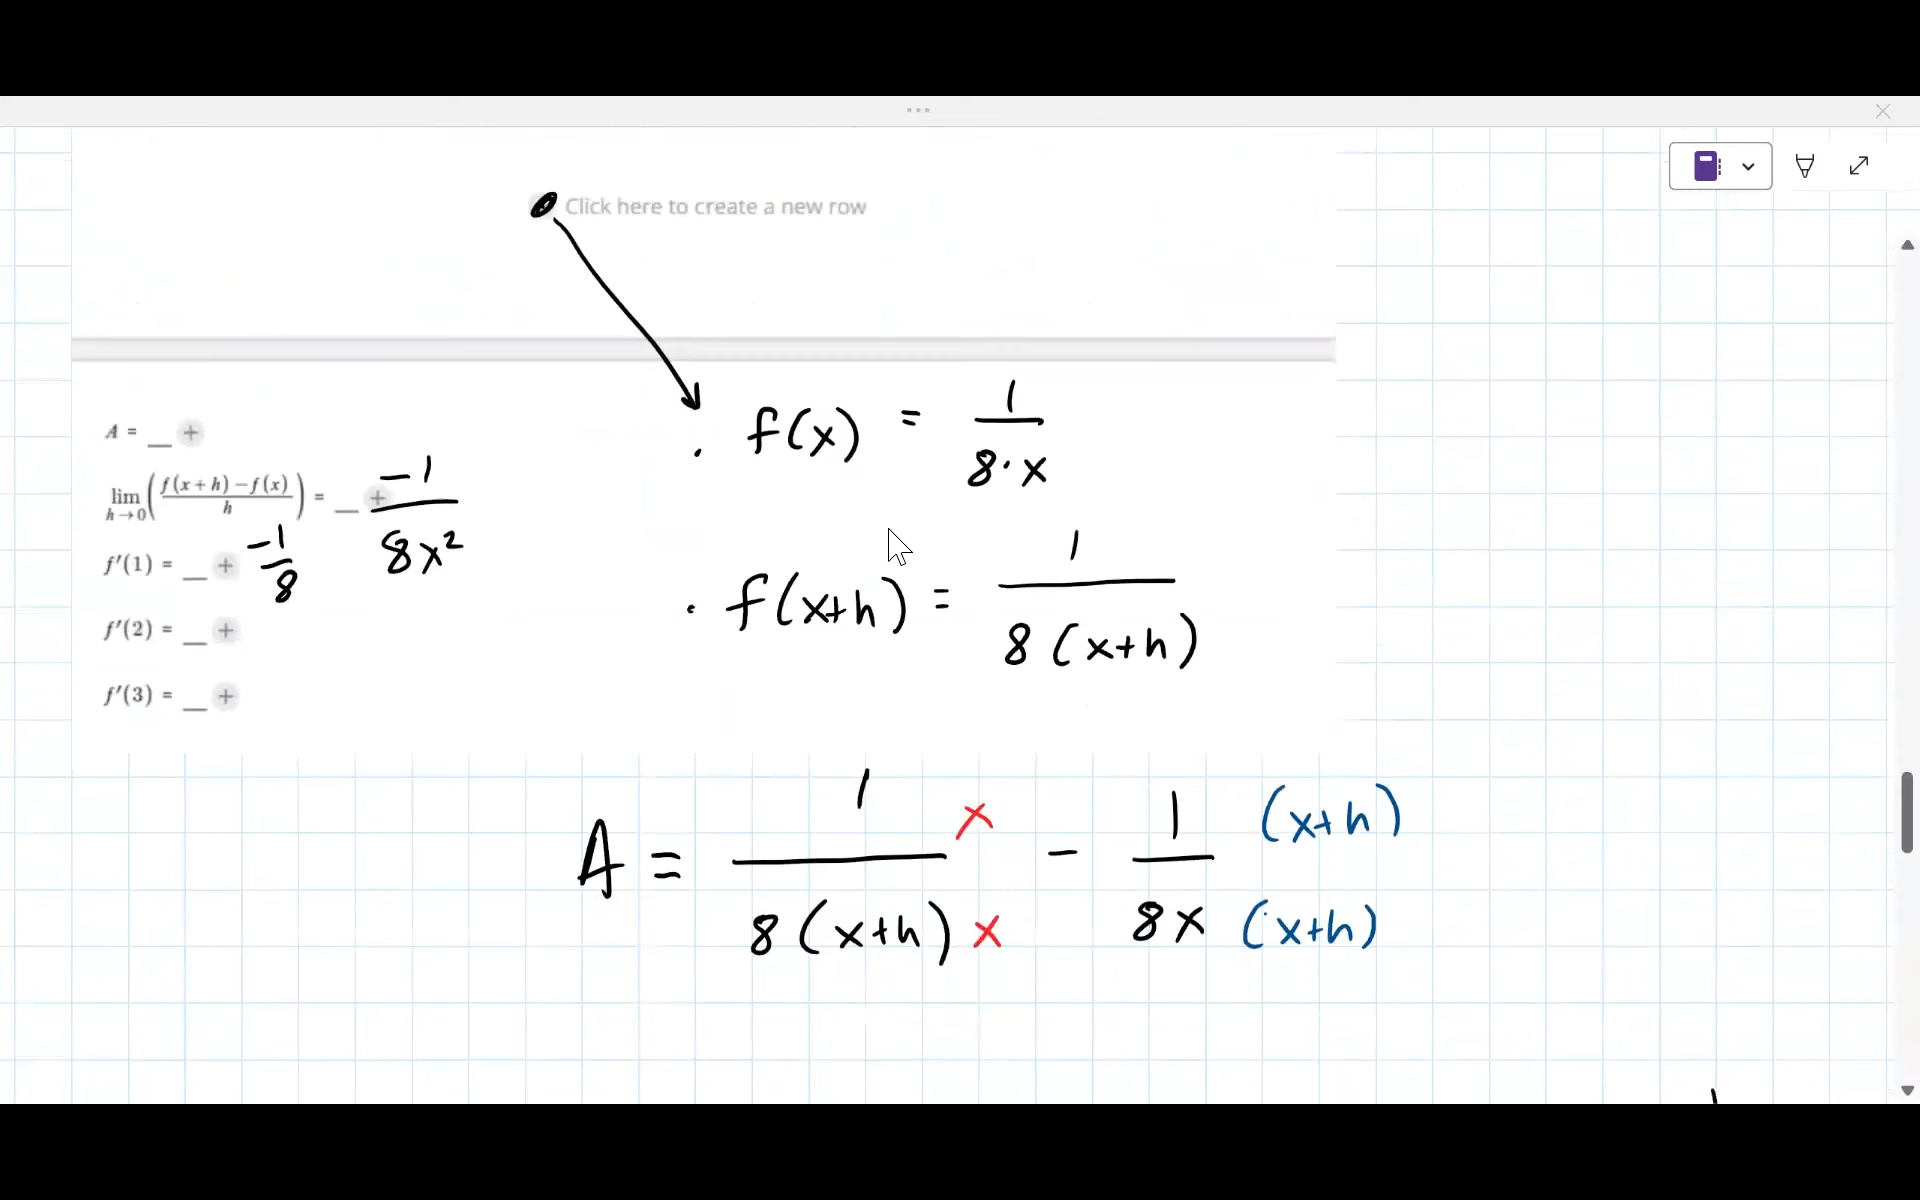 Click here to create a new row
A = __ +
lim h→0 ( f(x+h) − f(x) / h ) = __ + −1 / 8x²
f′(1) = __ + −1 / 8
f′(2) = __ +
f′(3) = __ +
· f(x) = 1 / 8·x
· f(x+h) = 1 / 8(x+h)
A = 1 x / 8(x+h) x − 1 (x+h) / 8x (x+h)